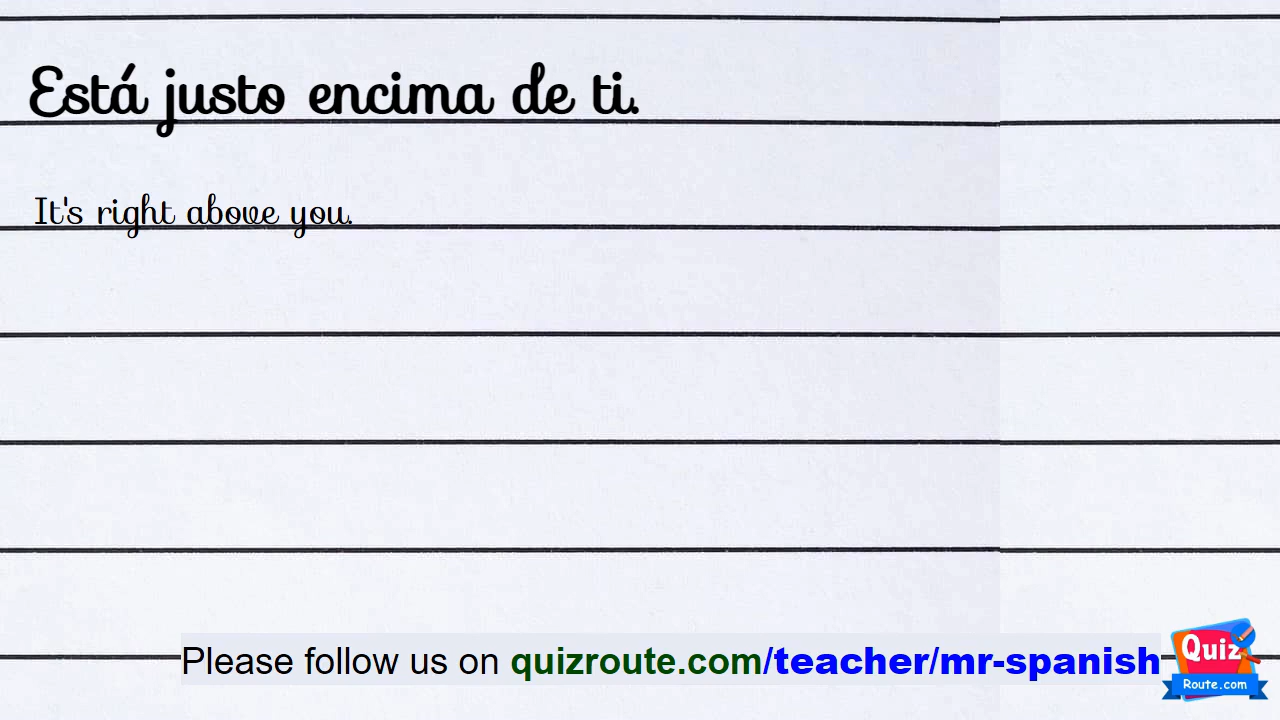 Está justo encima de ti.
It's right above you.
Please follow us on quizroute.com/teacher/mr-spanish
Quiz
Route.com